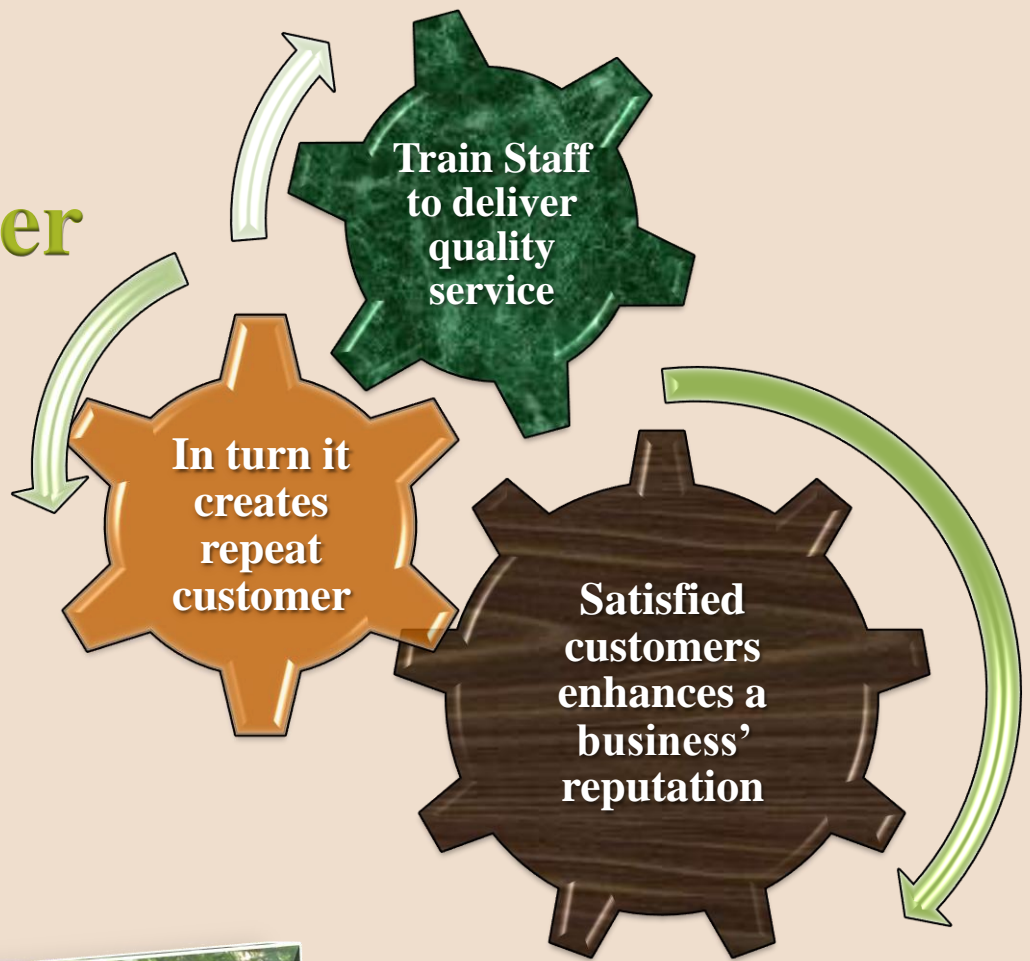 er
Train Staff
to deliver
quality
service
In turn it
creates
repeat
customer
Satisfied
customers
enhances a
business’
reputation